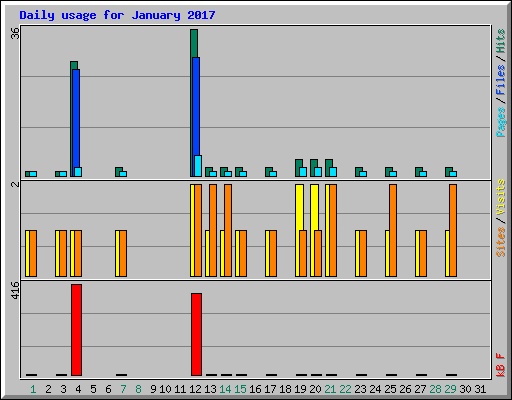 Daily usage for January 2017
36
Pages / Files / Hits
2
Sites / Visits
416
kB F
1 2 3 4 5 6 7 8 9 10 11 12 13 14 15 16 17 18 19 20 21 22 23 24 25 26 27 28 29 30 31